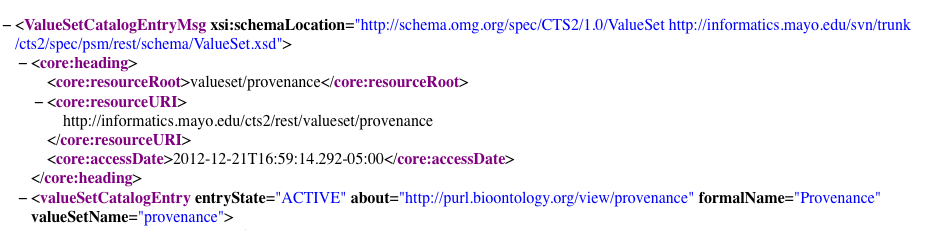 – <ValueSetCatalogEntryMsg xsi:schemaLocation="http://schema.omg.org/spec/CTS2/1.0/ValueSet http://informatics.mayo.edu/svn/trunk
/cts2/spec/psm/rest/schema/ValueSet.xsd">
– <core:heading>
<core:resourceRoot>valueset/provenance</core:resourceRoot>
– <core:resourceURI>
http://informatics.mayo.edu/cts2/rest/valueset/provenance
</core:resourceURI>
<core:accessDate>2012-12-21T16:59:14.292-05:00</core:accessDate>
</core:heading>
– <valueSetCatalogEntry entryState="ACTIVE" about="http://purl.bioontology.org/view/provenance" formalName="Provenance"
valueSetName="provenance">